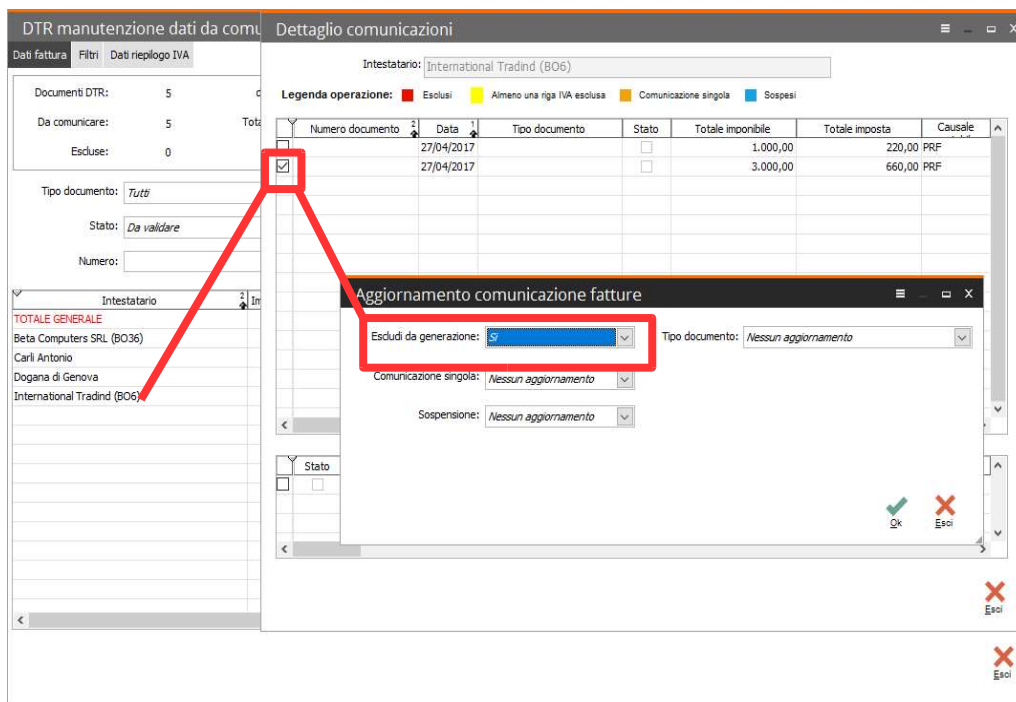 DTR manutenzione dati da comu
Dati fattura Filtri Dati riepilogo IVA
Documenti DTR: 5
Da comunicare: 5
Escluse: 0
Tipo documento: Tutti
Stato: Da validare
Numero:
Intestatario 2
TOTALE GENERALE
Beta Computers SRL (BO36)
Carli Antonio
Dogana di Genova
International Tradind (BO6)
Dettaglio comunicazioni
Intestatario: International Tradind (BO6)
Legenda operazione: Esclusi Almeno una riga IVA esclusa Comunicazione singola Sospesi
Numero documento 2 Data 1 Tipo documento Stato Totale imponibile Totale imposta Causale
27/04/2017 1.000,00 220,00 PRF
27/04/2017 3.000,00 660,00 PRF
Aggiornamento comunicazione fatture
Escludi da generazione: Si Tipo documento: Nessun aggiornamento
Comunicazione singola: Nessun aggiornamento
Sospensione: Nessun aggiornamento
Ok Esci
Stato
Esci
Esci